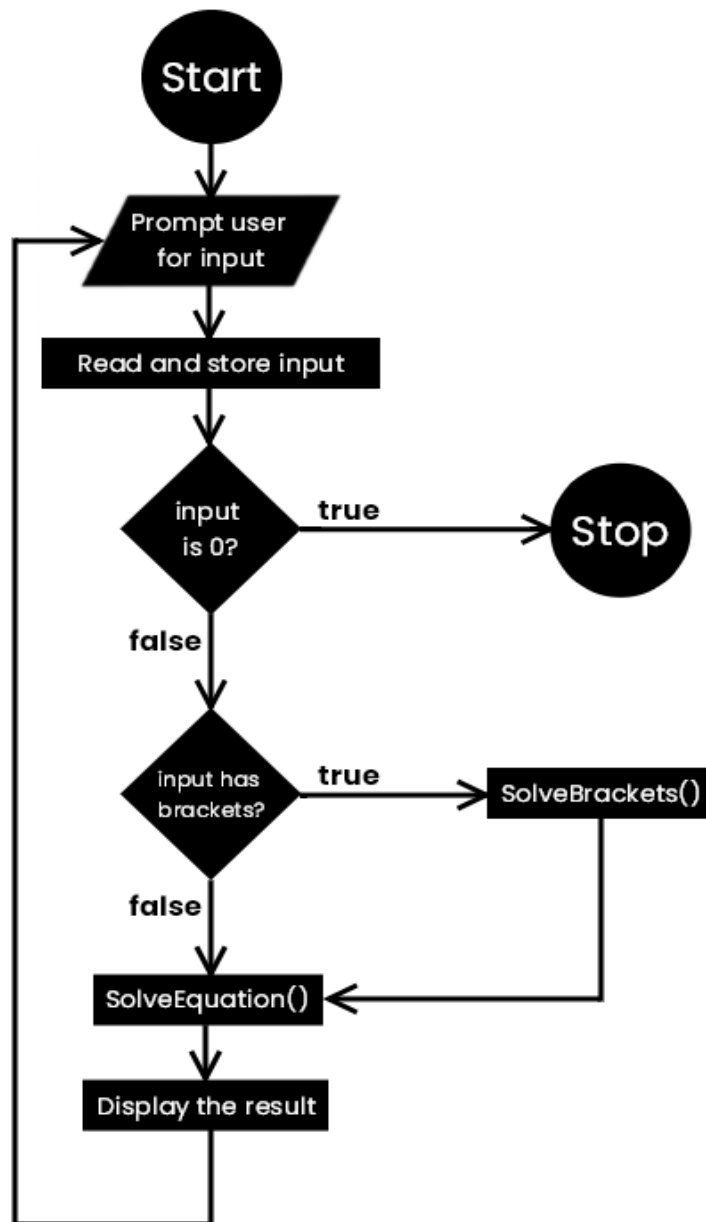 Start
Prompt user
for input
Read and store input
input
is 0?
true
Stop
false
input has
brackets?
true
SolveBrackets()
false
SolveEquation()
Display the result